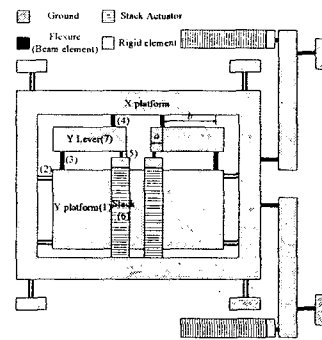 Ground
Stack Actuator
Flexure
(Beam element)
Rigid element
X platform
(4)
b
Y Lever(7)
a
(5)
(3)
(2)
Y platform(1)
Stack
(6)